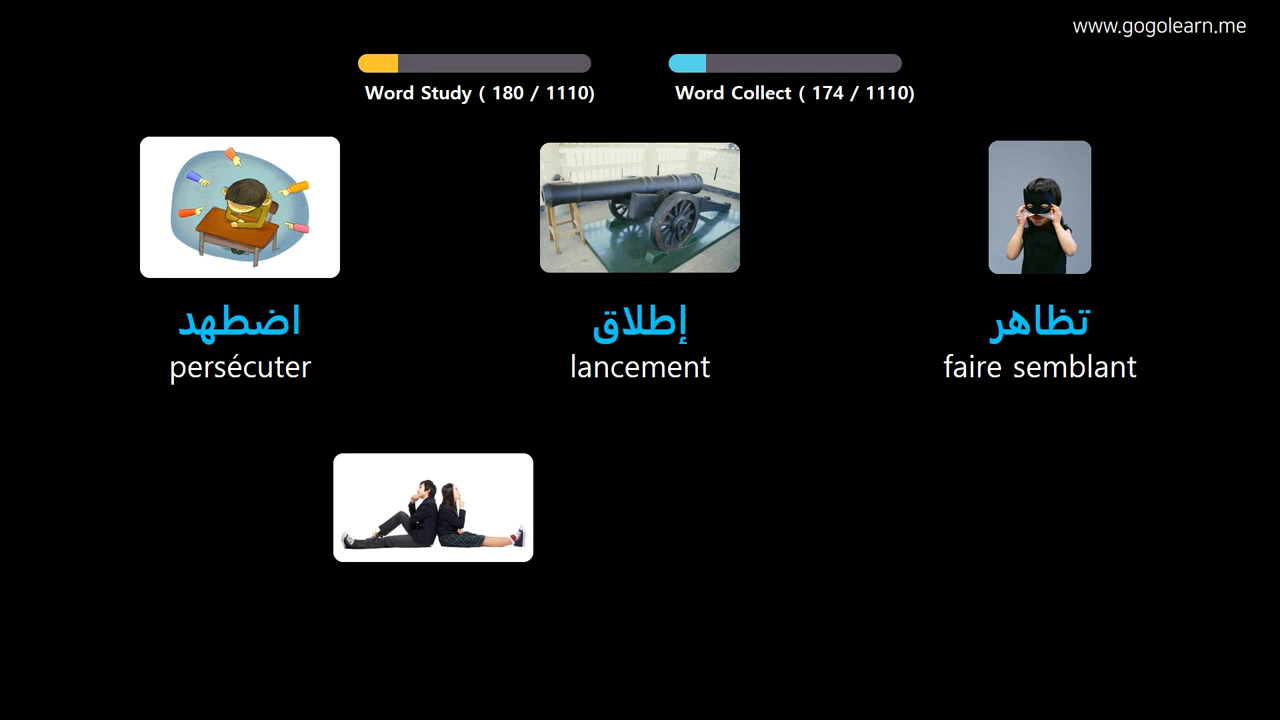 www.gogolearn.me
Word Study ( 180 / 1110)
Word Collect ( 174 / 1110)
اضطهد
persécuter
إطلاق
lancement
تظاهر
faire semblant